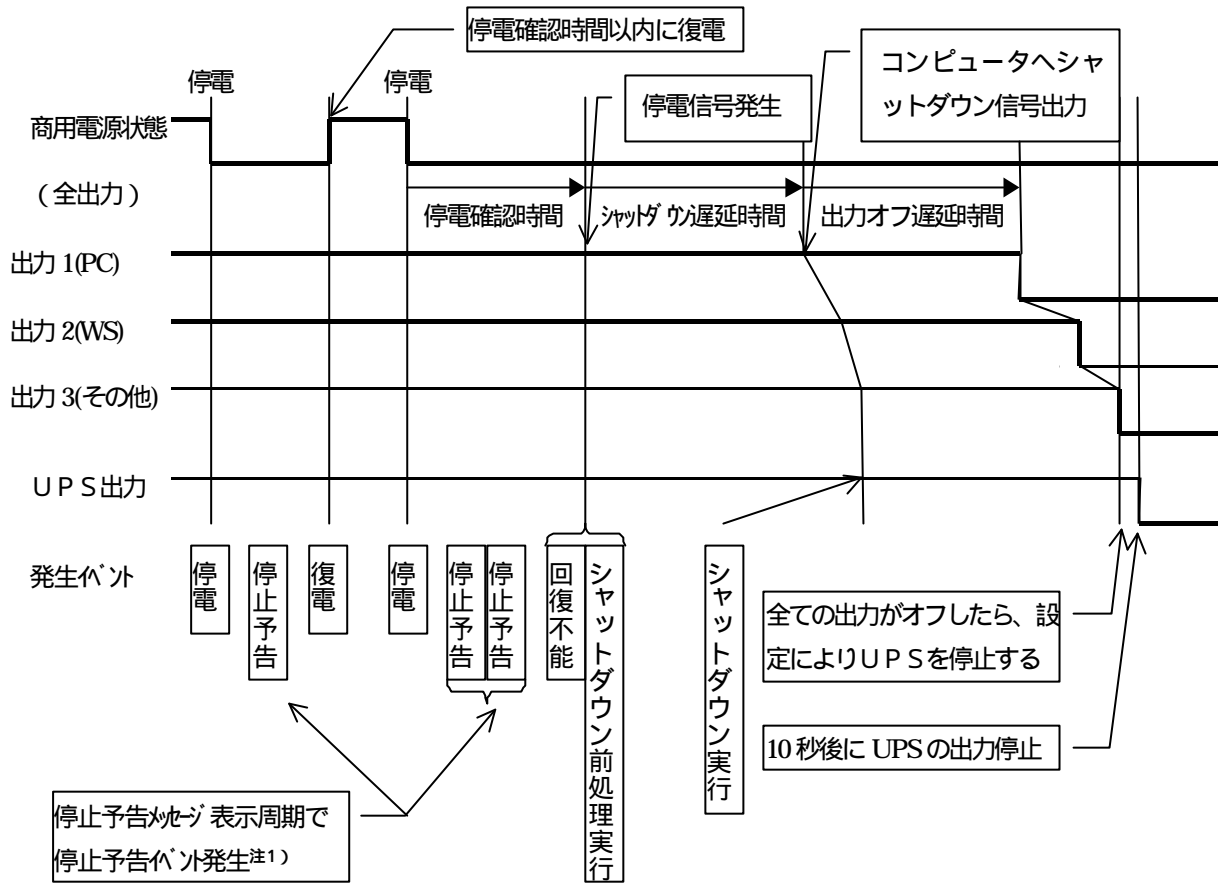 停電確認時間以内に復電
停電
停電
停電信号発生
コンピュータへシャ
ットダウン信号出力
商用電源状態
(全出力)
停電確認時間
シャットダウン遅延時間
出力オフ遅延時間
出力 1(PC)
出力 2(WS)
出力 3(その他)
UPS出力
発生イベント
停電
停止予告
復電
停電
停止予告
停止予告
回復不能
シャットダウン前処理実行
シャットダウン実行
全ての出力がオフしたら、設
定によりUPSを停止する
10 秒後に UPS の出力停止
停止予告メッセージ表示周期で
停止予告イベント発生注1)